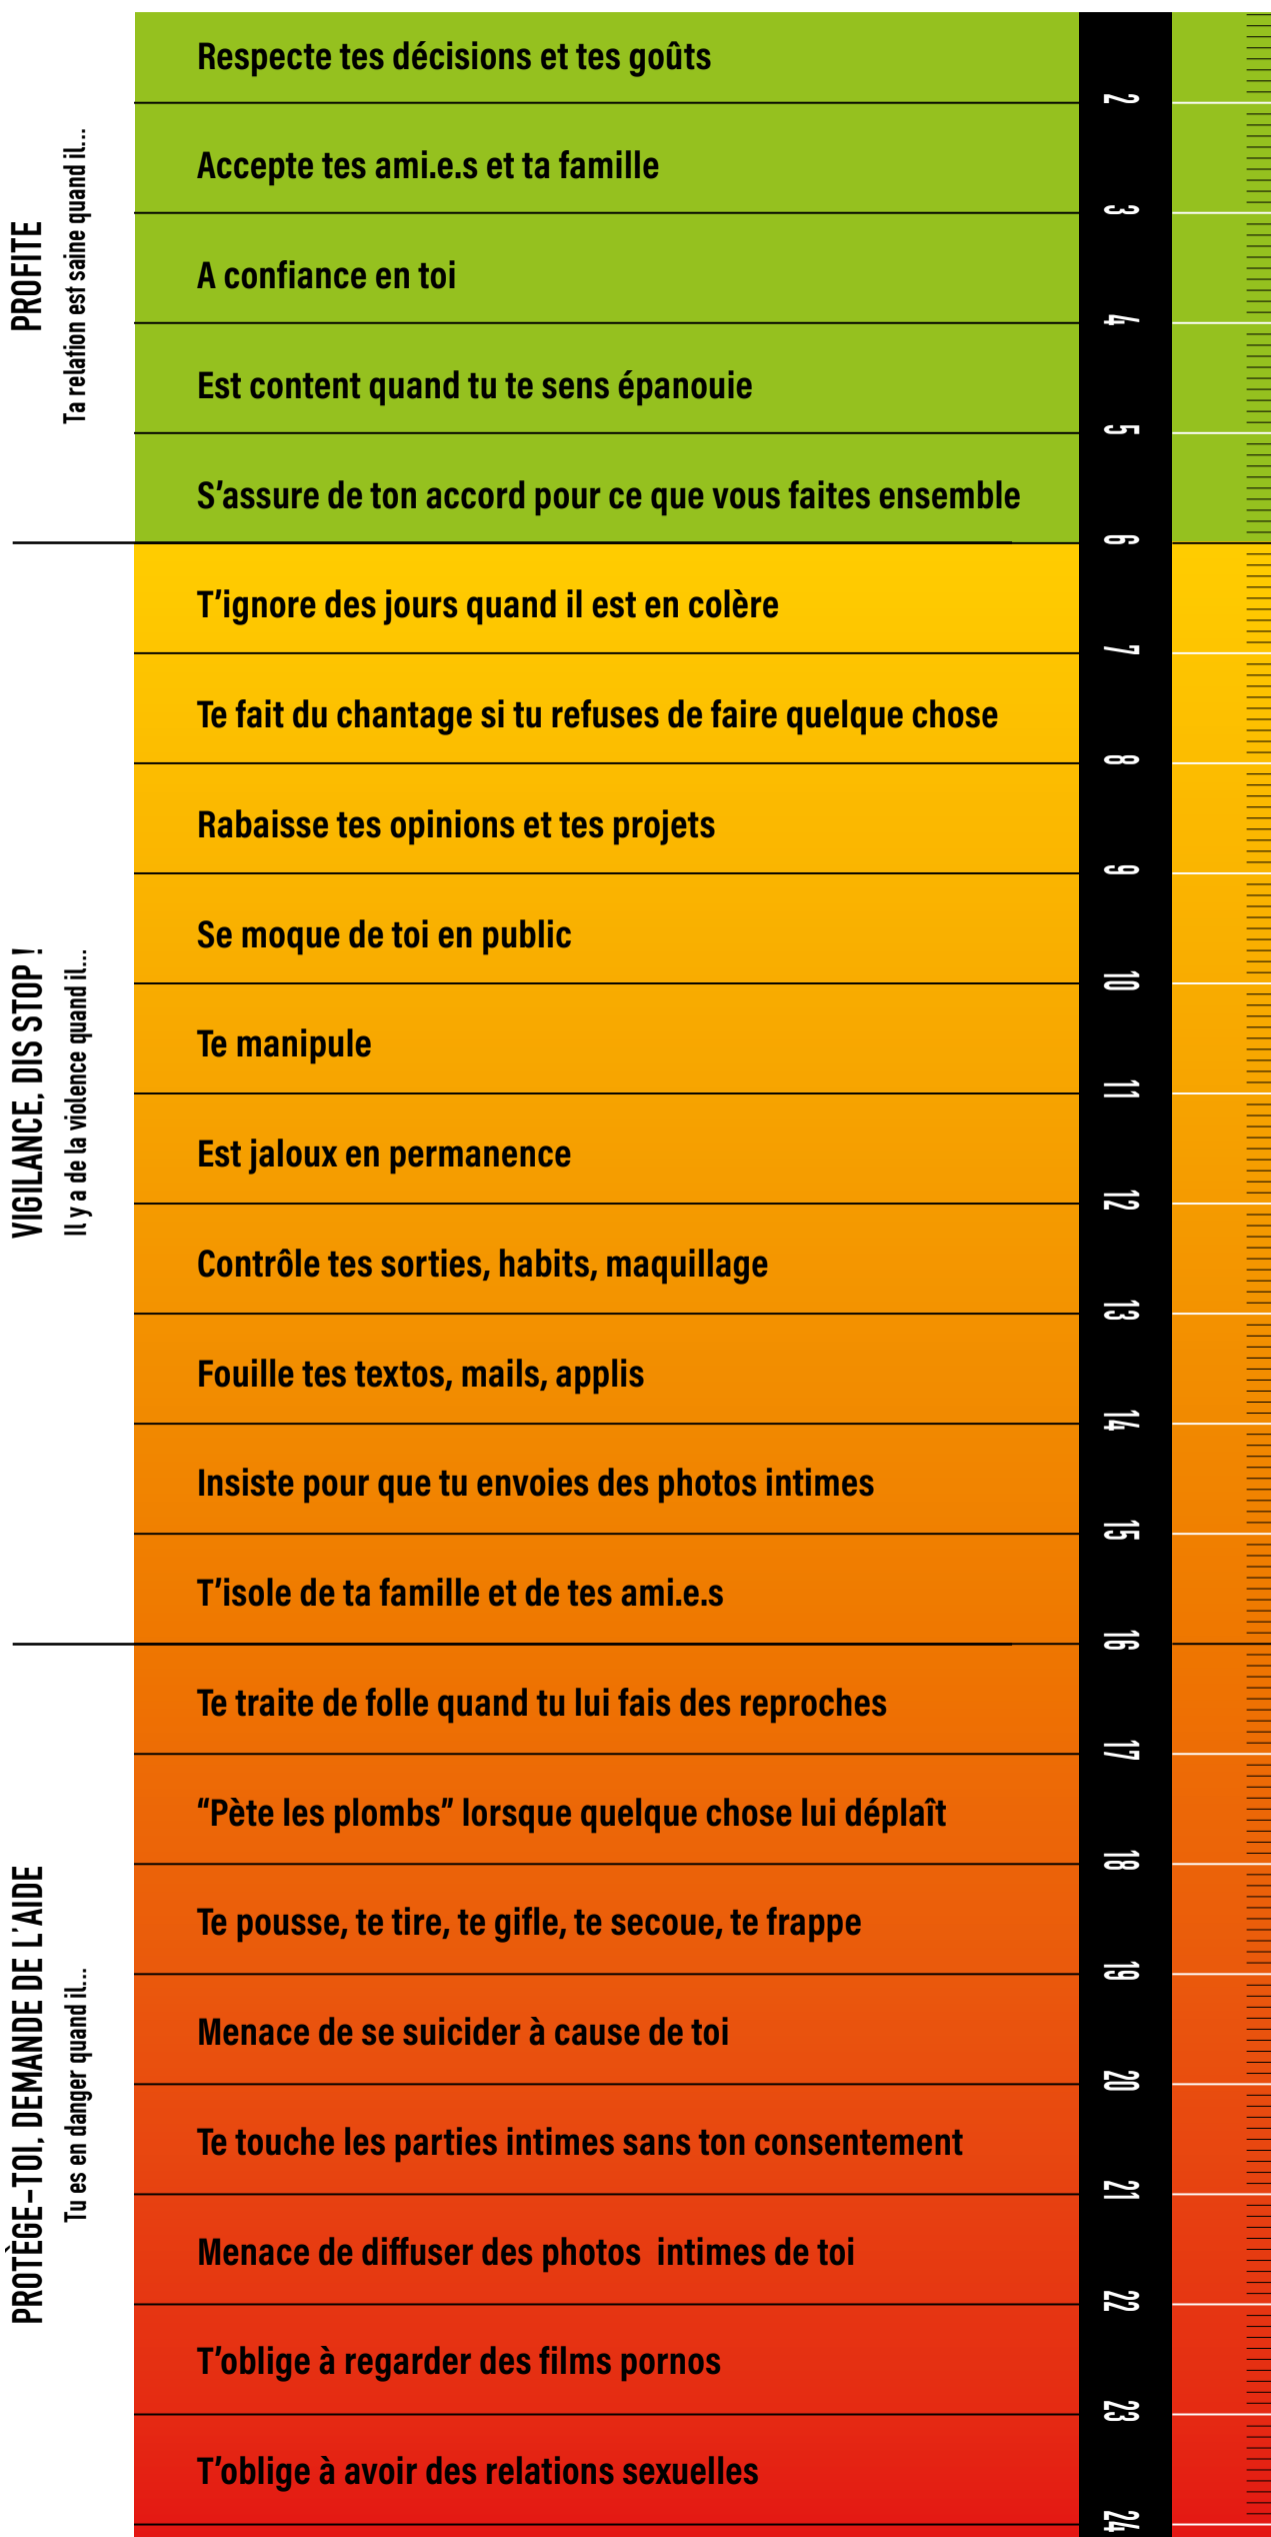 PROFITE
Ta relation est saine quand il...
Respecte tes décisions et tes goûts
2
Accepte tes ami.e.s et ta famille
3
A confiance en toi
4
Est content quand tu te sens épanouie
5
S’assure de ton accord pour ce que vous faites ensemble
6
VIGILANCE, DIS STOP !
Il y a de la violence quand il...
T’ignore des jours quand il est en colère
7
Te fait du chantage si tu refuses de faire quelque chose
8
Rabaisse tes opinions et tes projets
9
Se moque de toi en public
10
Te manipule
11
Est jaloux en permanence
12
Contrôle tes sorties, habits, maquillage
13
Fouille tes textos, mails, applis
14
Insiste pour que tu envoies des photos intimes
15
T’isole de ta famille et de tes ami.e.s
16
PROTÈGE-TOI, DEMANDE DE L’AIDE
Tu es en danger quand il...
Te traite de folle quand tu lui fais des reproches
17
“Pète les plombs” lorsque quelque chose lui déplaît
18
Te pousse, te tire, te gifle, te secoue, te frappe
19
Menace de se suicider à cause de toi
20
Te touche les parties intimes sans ton consentement
21
Menace de diffuser des photos intimes de toi
22
T’oblige à regarder des films pornos
23
T’oblige à avoir des relations sexuelles
24